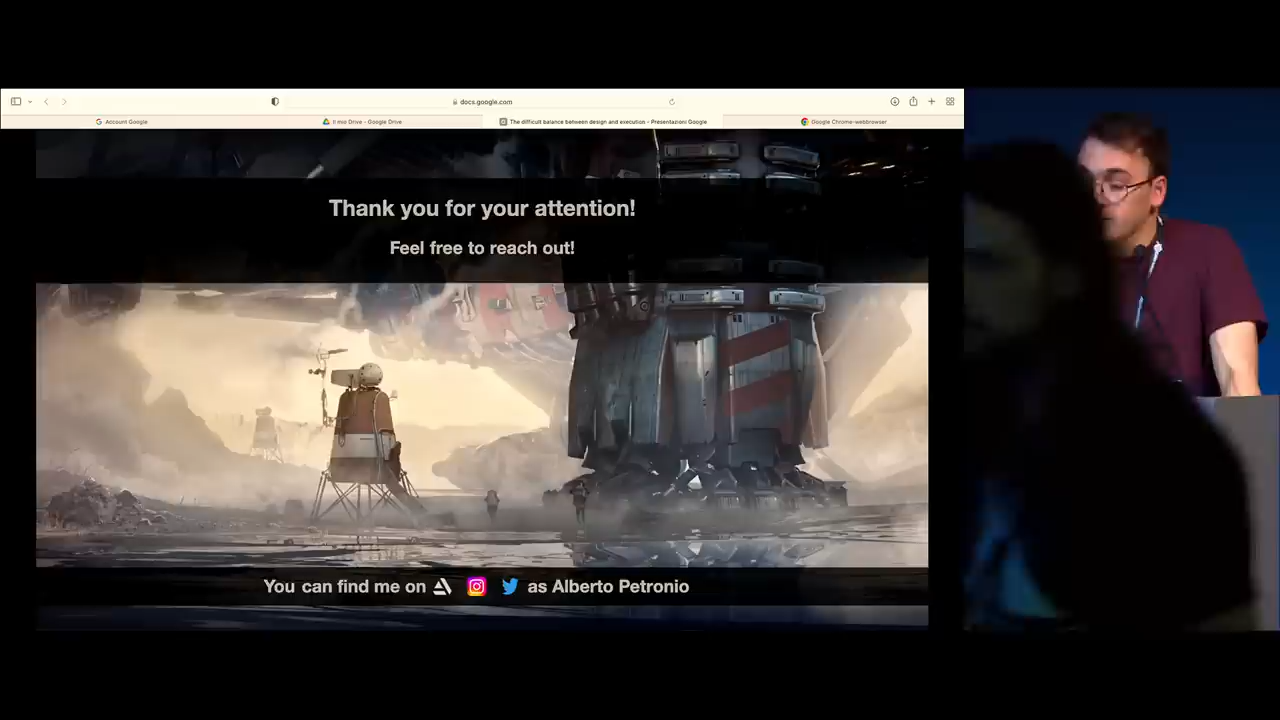 docs.google.com
Account Google
Il mio Drive - Google Drive
The difficult balance between design and execution - Presentazioni Google
Google Chrome-webbrowser
Thank you for your attention!
Feel free to reach out!
You can find me on as Alberto Petronio